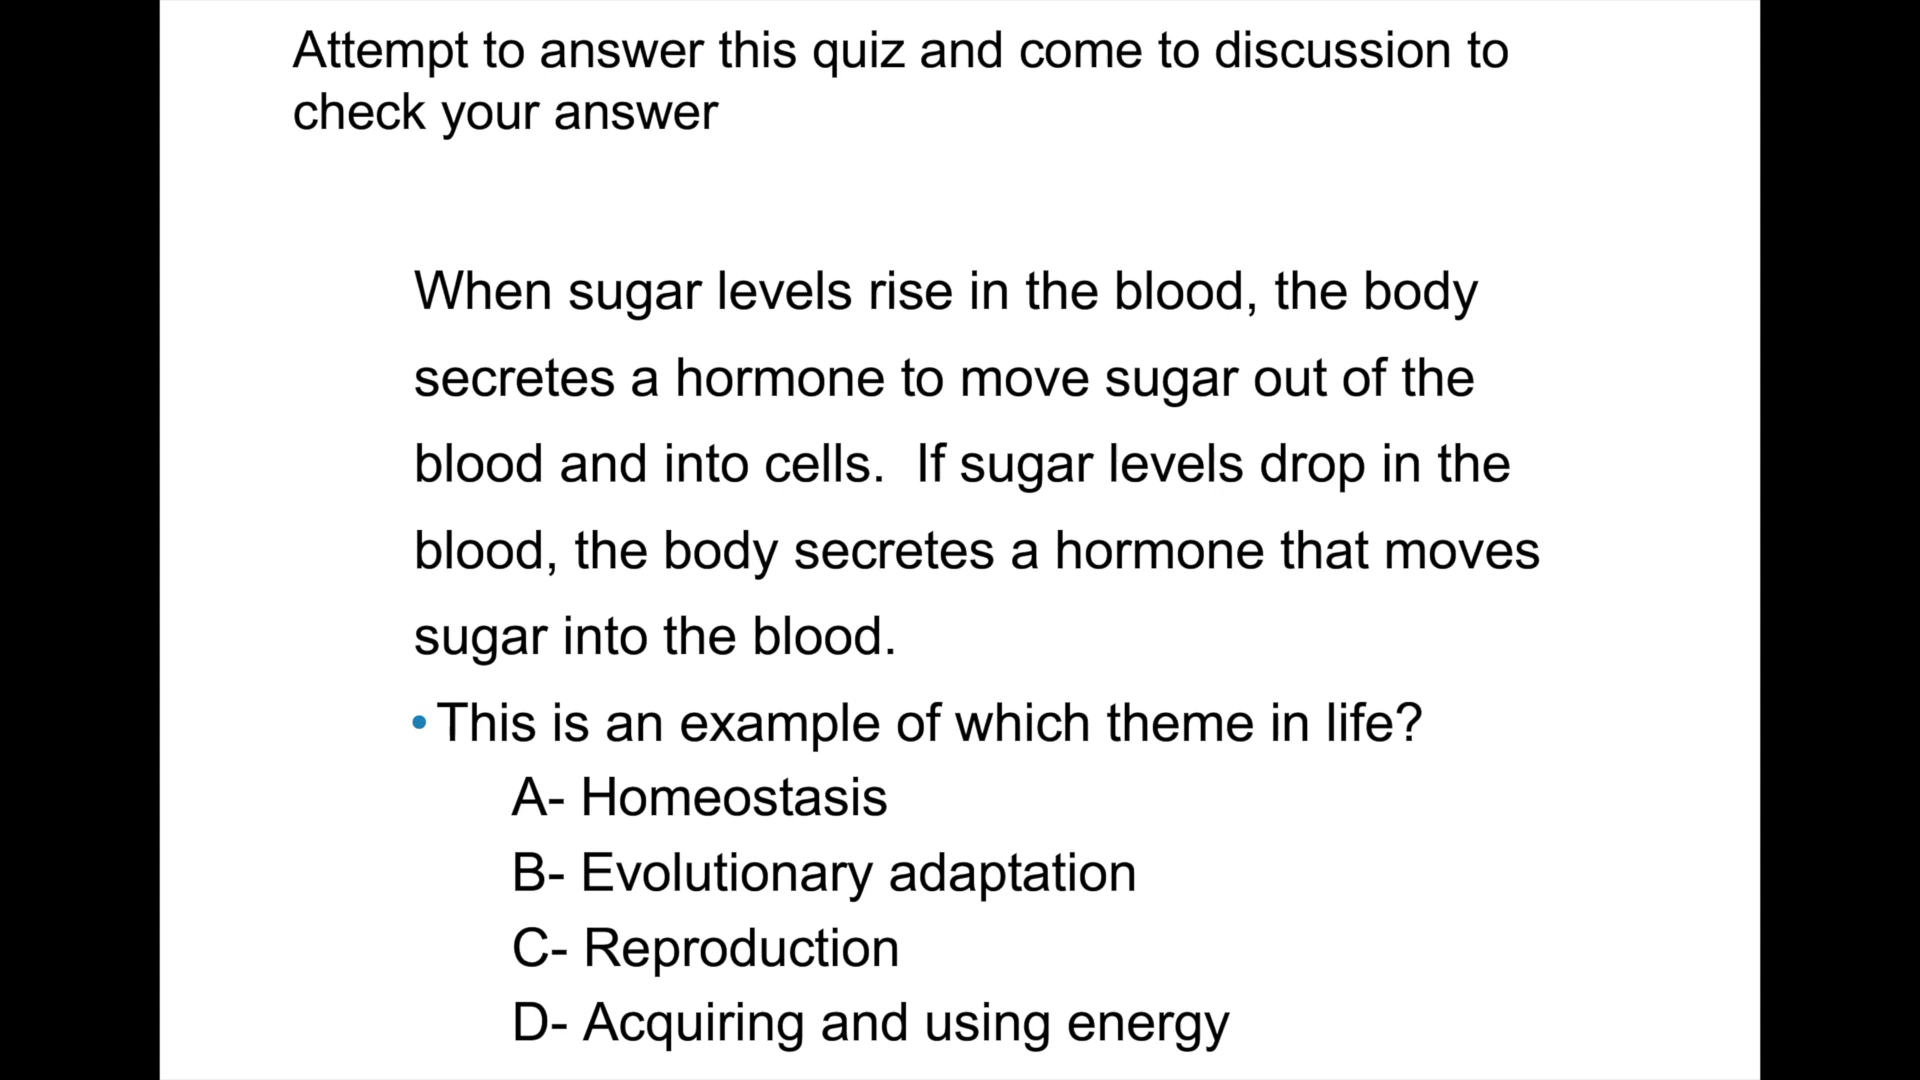 Attempt to answer this quiz and come to discussion to
check your answer
When sugar levels rise in the blood, the body
secretes a hormone to move sugar out of the
blood and into cells.  If sugar levels drop in the
blood, the body secretes a hormone that moves
sugar into the blood.
• This is an example of which theme in life?
A- Homeostasis
B- Evolutionary adaptation
C- Reproduction
D- Acquiring and using energy